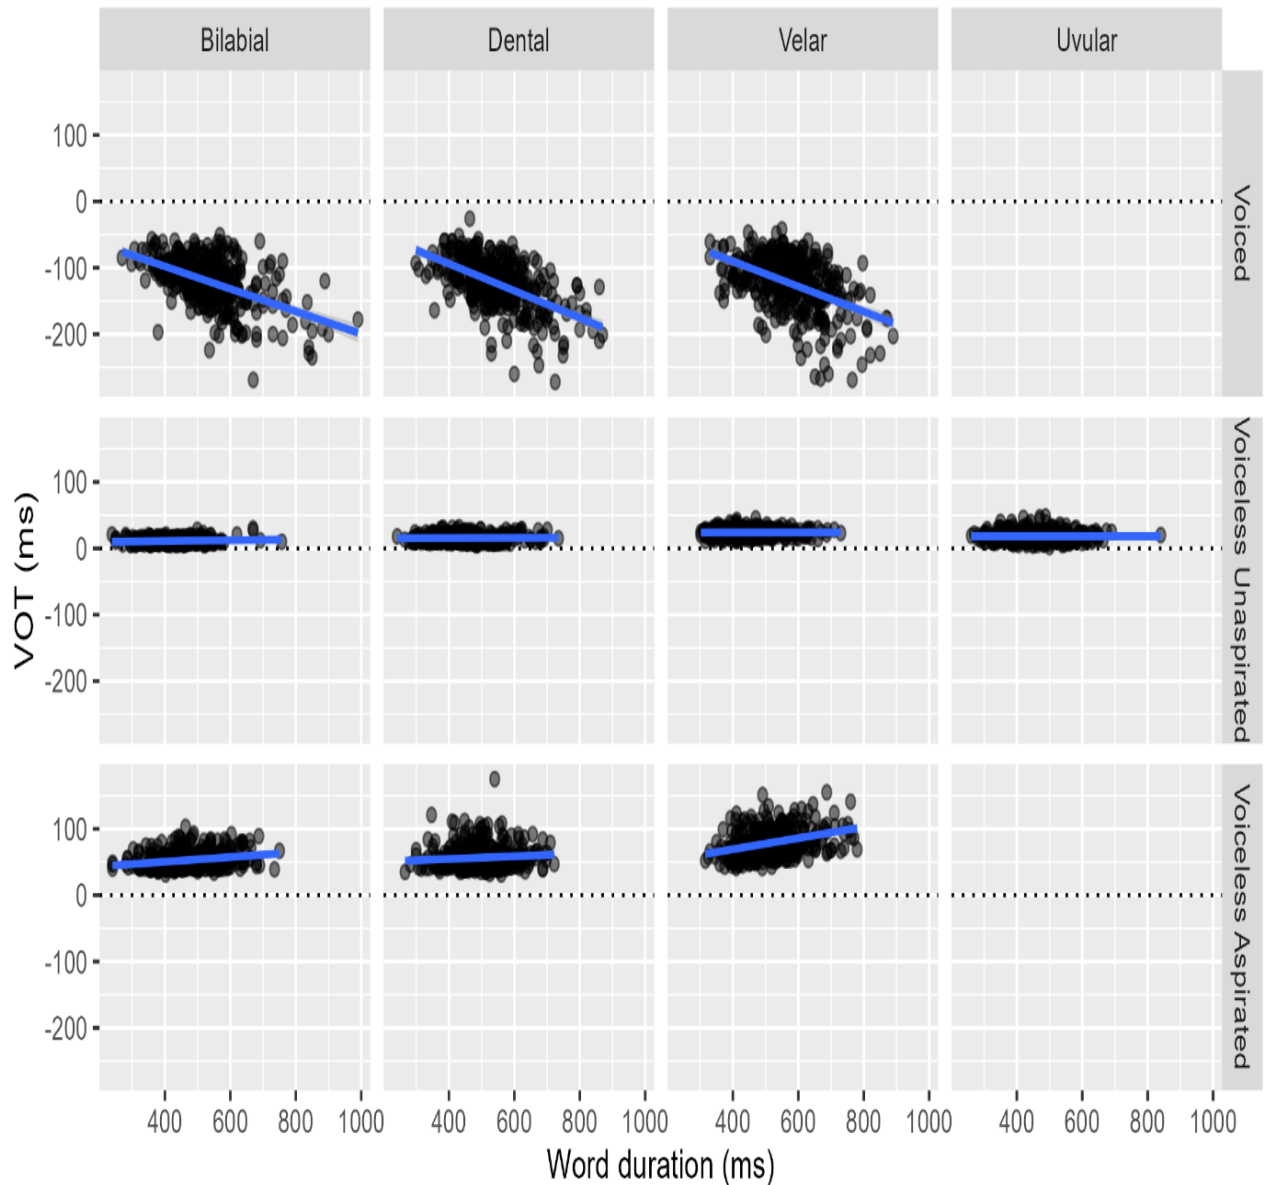 Bilabial Dental Velar Uvular
100
0
-100
-200
Voiced
100
0
-100
-200
Voiceless Unaspirated
100
0
-100
-200
Voiceless Aspirated
VOT (ms)
400 600 800 1000 400 600 800 1000 400 600 800 1000 400 600 800 1000
Word duration (ms)